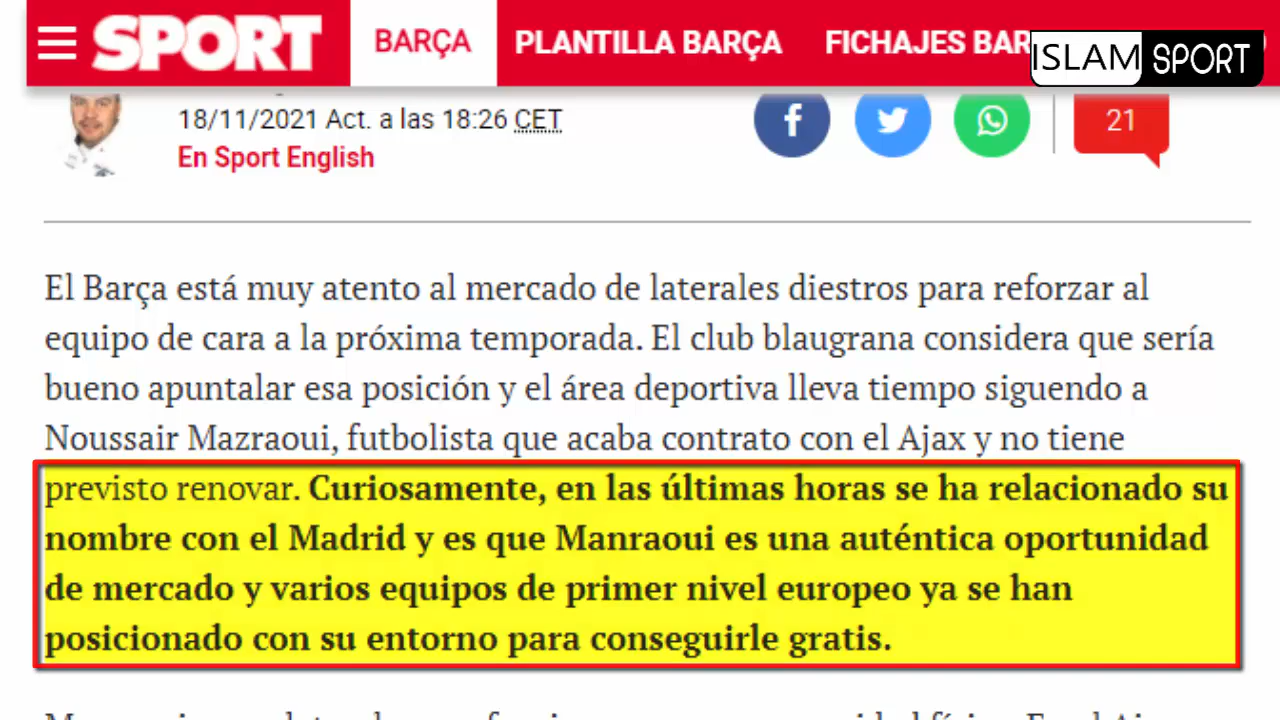 SPORT BARÇA PLANTILLA BARÇA FICHAJES BAR
ISLAM SPORT
18/11/2021 Act. a las 18:26 CET
21
En Sport English
El Barça está muy atento al mercado de laterales diestros para reforzar al
equipo de cara a la próxima temporada. El club blaugrana considera que sería
bueno apuntalar esa posición y el área deportiva lleva tiempo siguendo a
Noussair Mazraoui, futbolista que acaba contrato con el Ajax y no tiene
previsto renovar. Curiosamente, en las últimas horas se ha relacionado su
nombre con el Madrid y es que Manraoui es una auténtica oportunidad
de mercado y varios equipos de primer nivel europeo ya se han
posicionado con su entorno para conseguirle gratis.